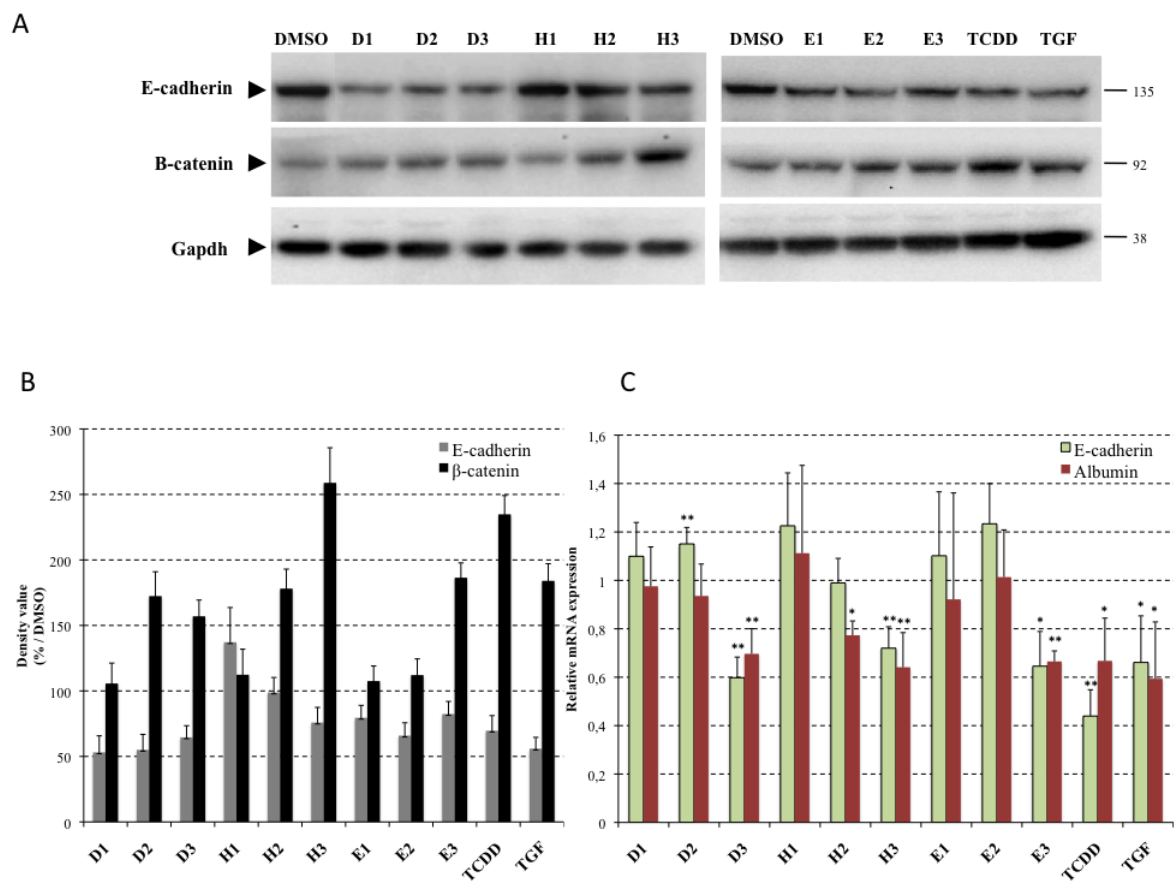 A
DMSO D1 D2 D3 H1 H2 H3 DMSO E1 E2 E3 TCDD TGF
E-cadherin 135
B-catenin 92
Gapdh 38
B
C
Density value
(% / DMSO)
300
250
200
150
100
50
0
E-cadherin
β-catenin
D1 D2 D3 H1 H2 H3 E1 E2 E3 TCDD TGF
Relative mRNA expression
1,6
1,4
1,2
1
0,8
0,6
0,4
0,2
0
E-cadherin
Albumin
** ** ** * ** ** * ** ** * * *
D1 D2 D3 H1 H2 H3 E1 E2 E3 TCDD TGF